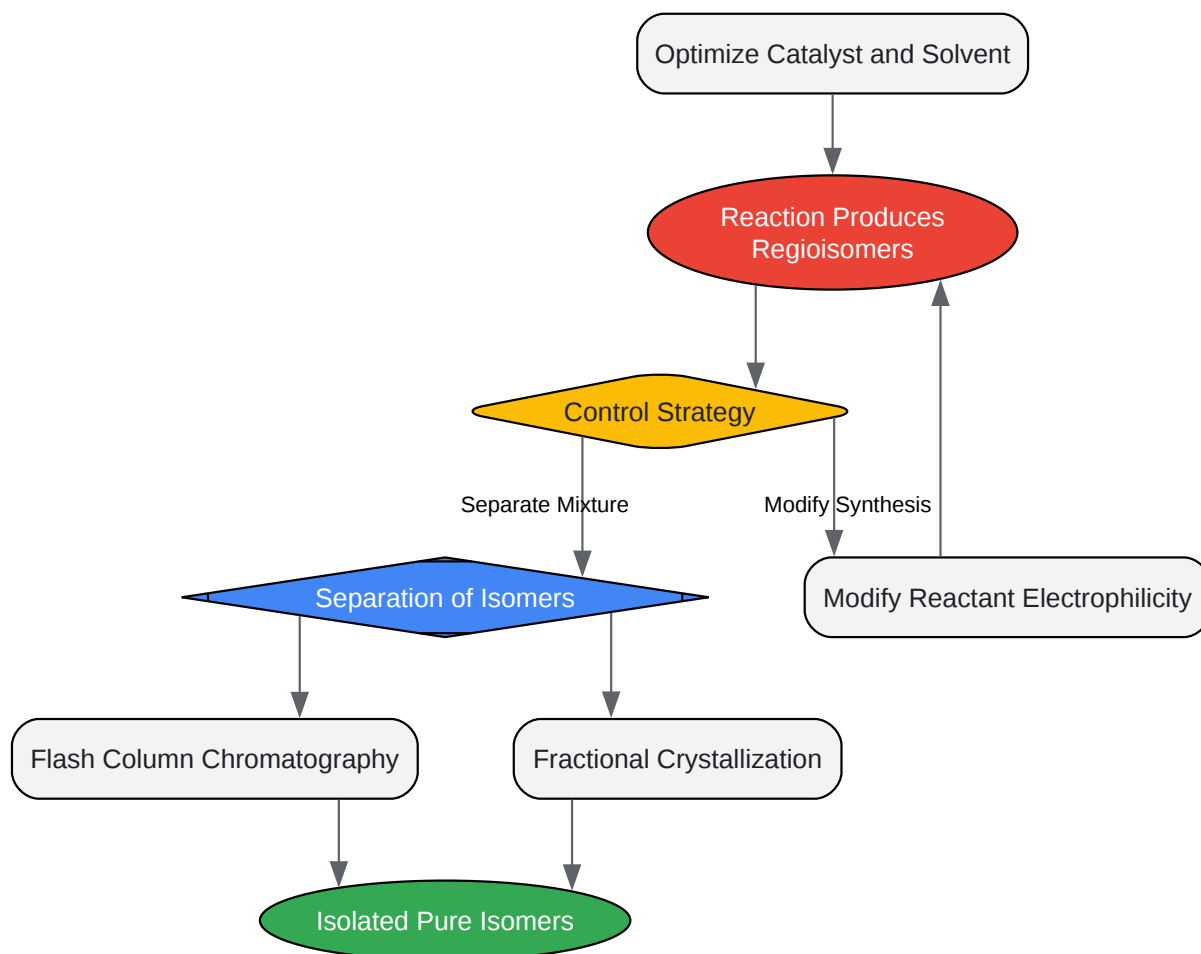 Optimize Catalyst and Solvent
Reaction Produces
Regioisomers
Control Strategy
Separate Mixture
Modify Synthesis
Separation of Isomers
Modify Reactant Electrophilicity
Flash Column Chromatography
Fractional Crystallization
Isolated Pure Isomers